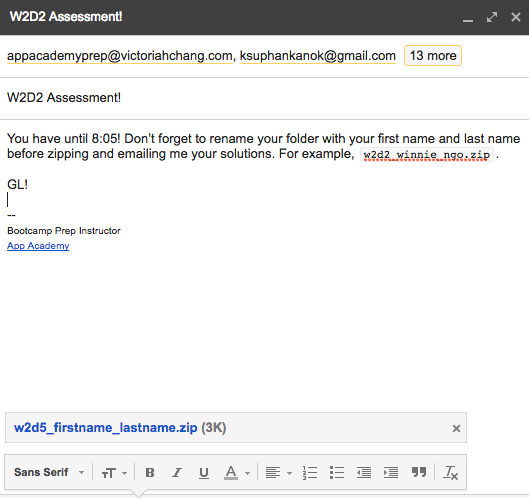 W2D2 Assessment!
appacademyprep@victoriahchang.com, ksuphankanok@gmail.com 13 more
W2D2 Assessment!
You have until 8:05! Don't forget to rename your folder with your first name and last name
before zipping and emailing me your solutions. For example, w2d2_winnie_ngo.zip .
GL!
--
Bootcamp Prep Instructor
App Academy
w2d5_firstname_lastname.zip (3K)
Sans Serif TT B I U A